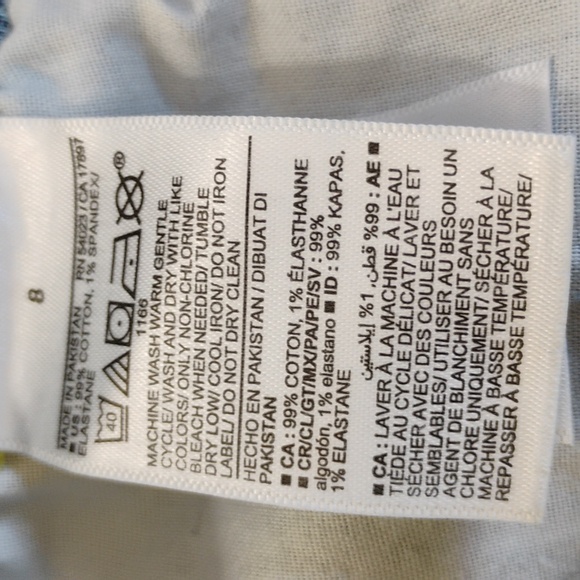 8
MADE IN PAKISTAN RN 54023 / CA 17897
■ US : 99% COTTON, 1% SPANDEX/
ELASTANE
40
®
1166
MACHINE WASH WARM GENTLE
CYCLE/ WASH AND DRY WITH LIKE
COLORS/ ONLY NON-CHLORINE
BLEACH WHEN NEEDED/ TUMBLE
DRY LOW/ COOL IRON/ DO NOT IRON
LABEL/ DO NOT DRY CLEAN
HECHO EN PAKISTAN / DIBUAT DI
PAKISTAN
■ CA : 99% COTON, 1% ÉLASTHANNE
■ CR/CL/GT/MX/PA/PE/SV : 99%
algodón, 1% elastano ■ ID : 99% KAPAS,
1% ELASTANE
■ AE : 99% قطن، 1% إيلاستين
■ CA : LAVER À LA MACHINE À L'EAU
TIÈDE AU CYCLE DÉLICAT/ LAVER ET
SÉCHER AVEC DES COULEURS
SEMBLABLES/ UTILISER AU BESOIN UN
AGENT DE BLANCHIMENT SANS
CHLORE UNIQUEMENT/ SÉCHER À LA
MACHINE À BASSE TEMPÉRATURE/
REPASSER À BASSE TEMPÉRATURE/